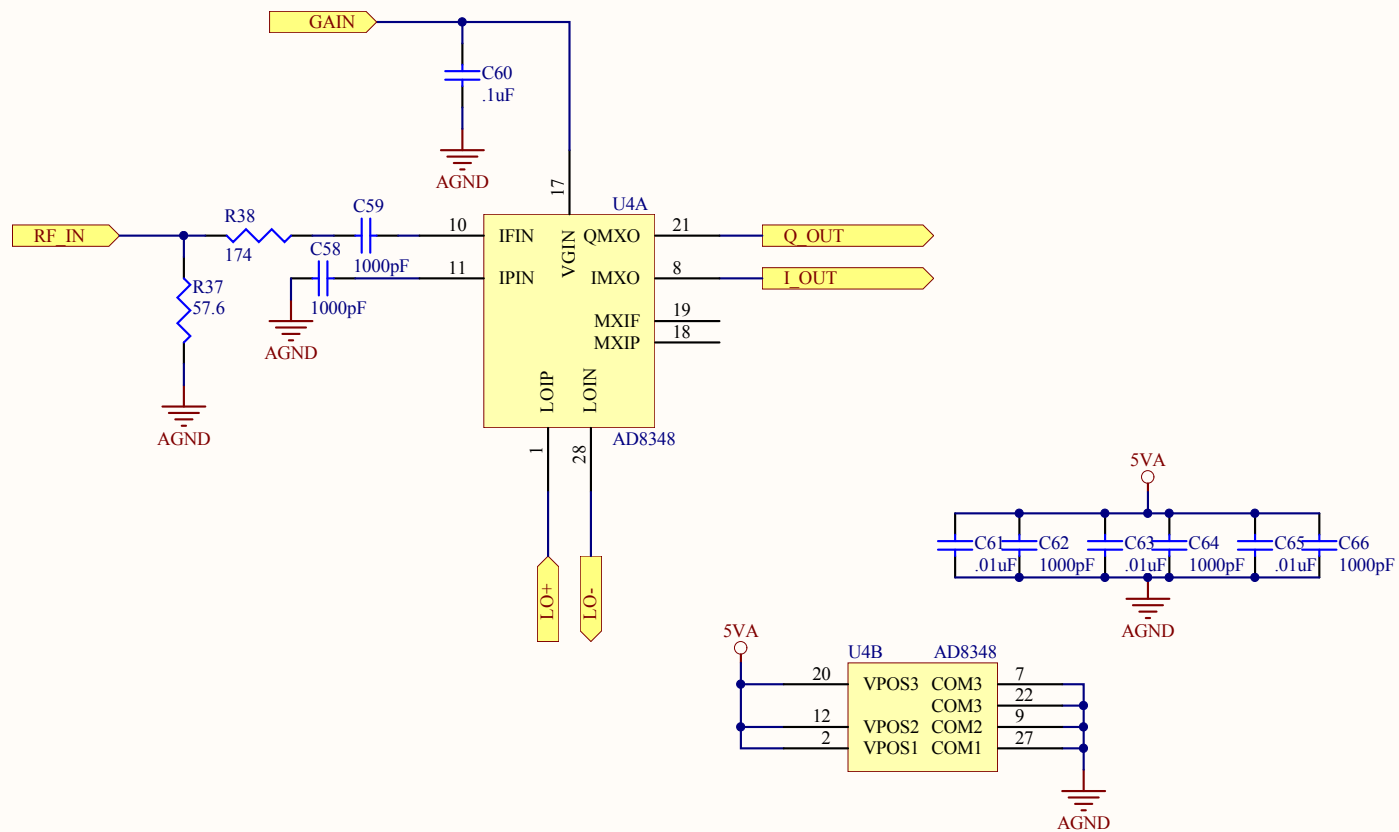 GAIN
C60
.1uF
AGND
17
U4A
RF_IN
R38
174
C59
1000pF
C58
1000pF
AGND
R37
57.6
AGND
10
IFIN
11
IPIN
VGIN
QMXO
21
Q_OUT
IMXO
8
I_OUT
MXIF
19
MXIP
18
LOIP
LOIN
AD8348
1
28
LO+
LO-
5VA
C61
.01uF
C62
1000pF
C63
.01uF
C64
1000pF
C65
.01uF
C66
1000pF
AGND
5VA
U4B
AD8348
20
VPOS3
COM3
7
COM3
22
12
VPOS2
COM2
9
2
VPOS1
COM1
27
AGND